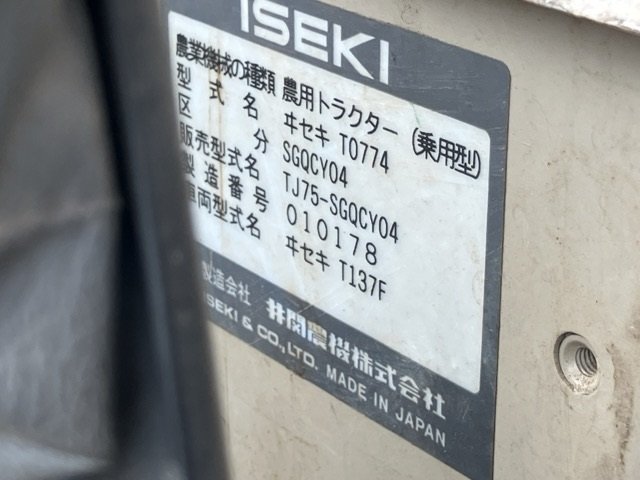 ISEKI
農業機械の種類 農用トラクター(乗用型)
型式名 ヰセキ T0774
区分 SGQCY04
販売型式名 TJ75-SGQCY04
製造番号 010178
車両型式名 ヰセキ T137F
製造会社 井関農機株式会社
ISEKI & CO.,LTD. MADE IN JAPAN